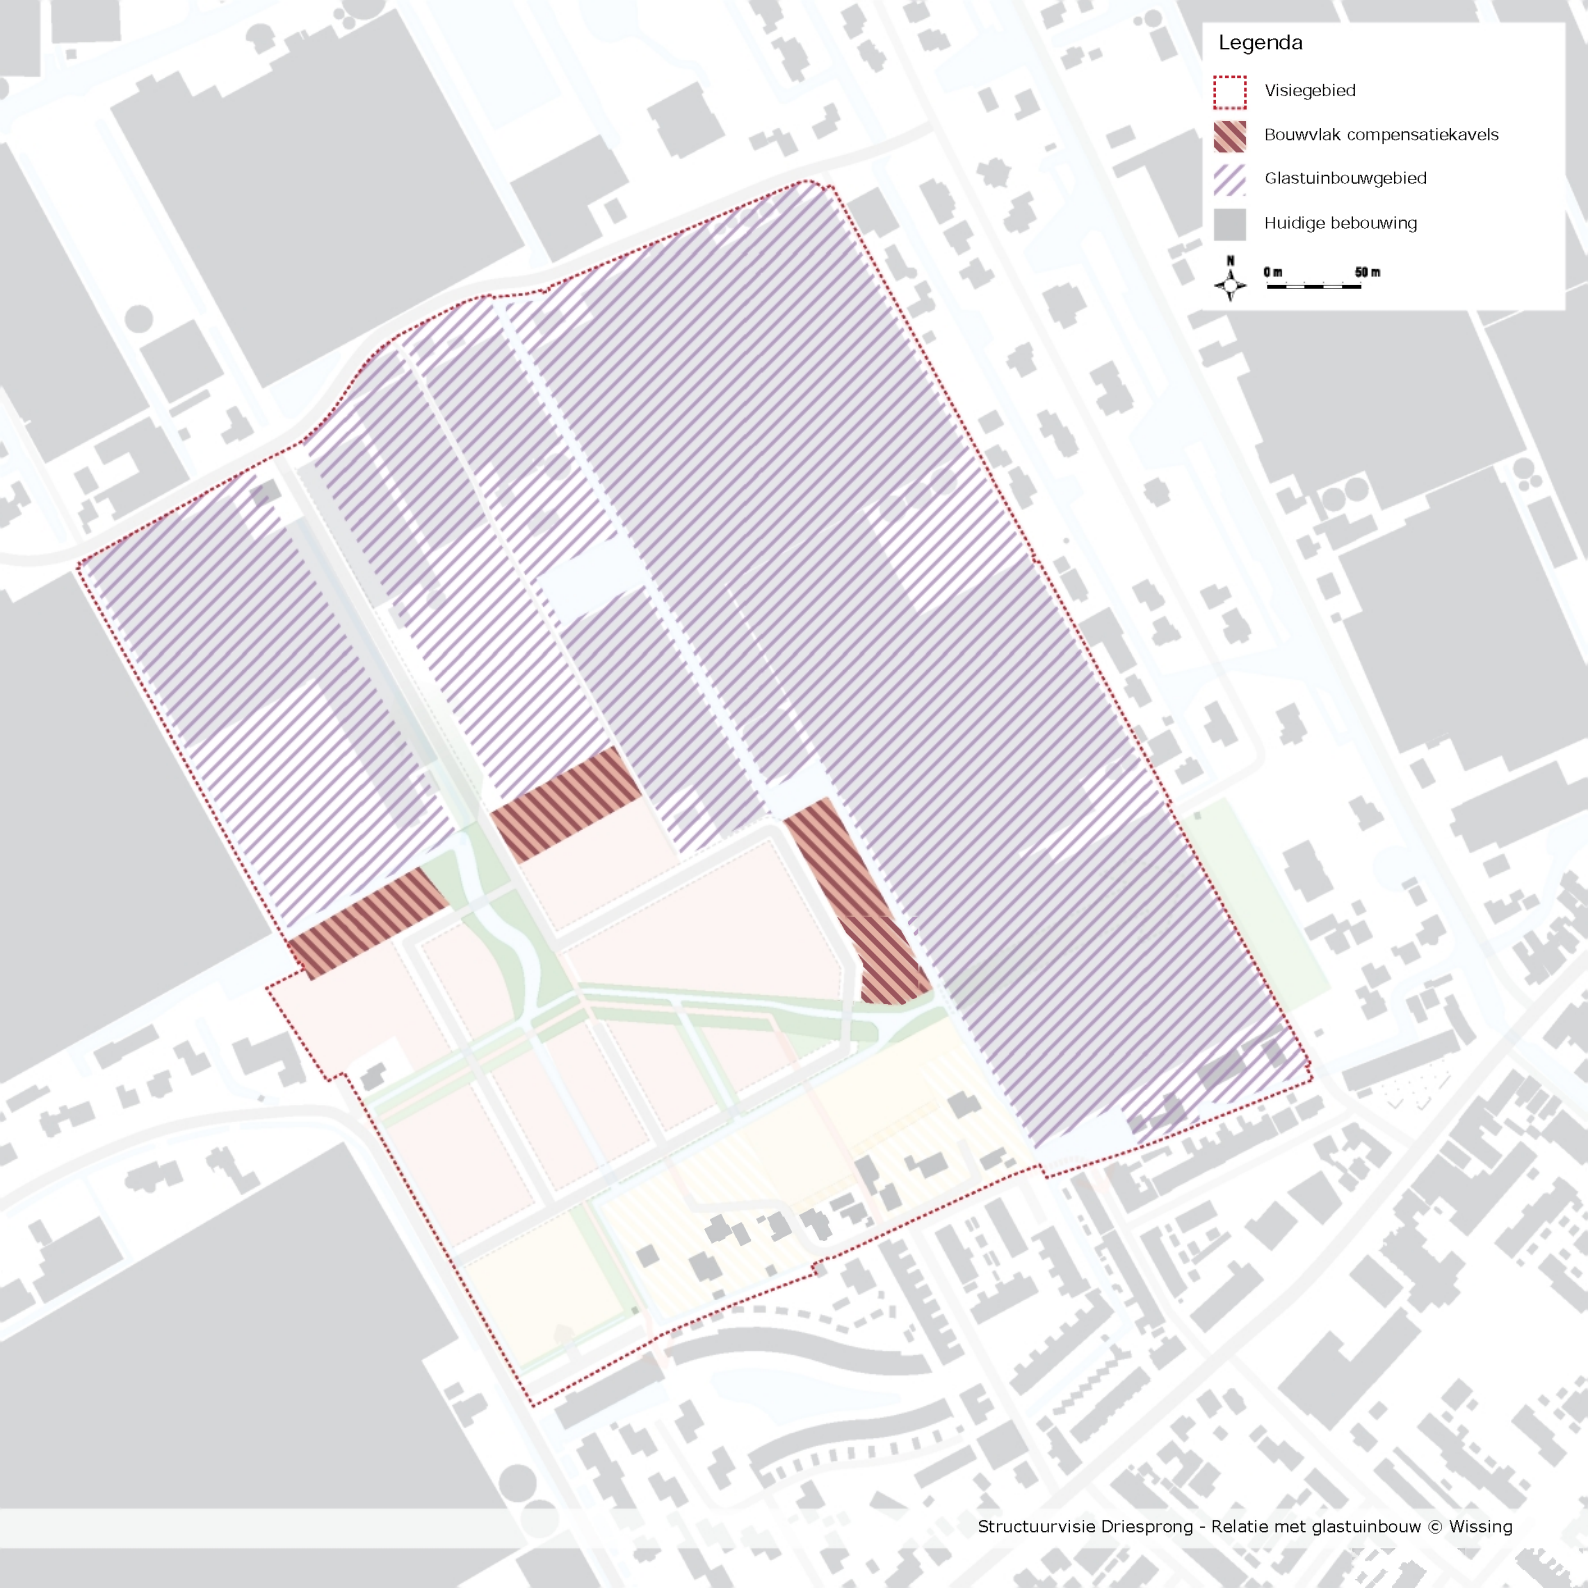 Legenda
Visiegebied
Bouwvlak compensatiekavels
Glastuinbouwgebied
Huidige bebouwing
N
0 m 50 m
Structuurvisie Driesprong - Relatie met glastuinbouw © Wissing